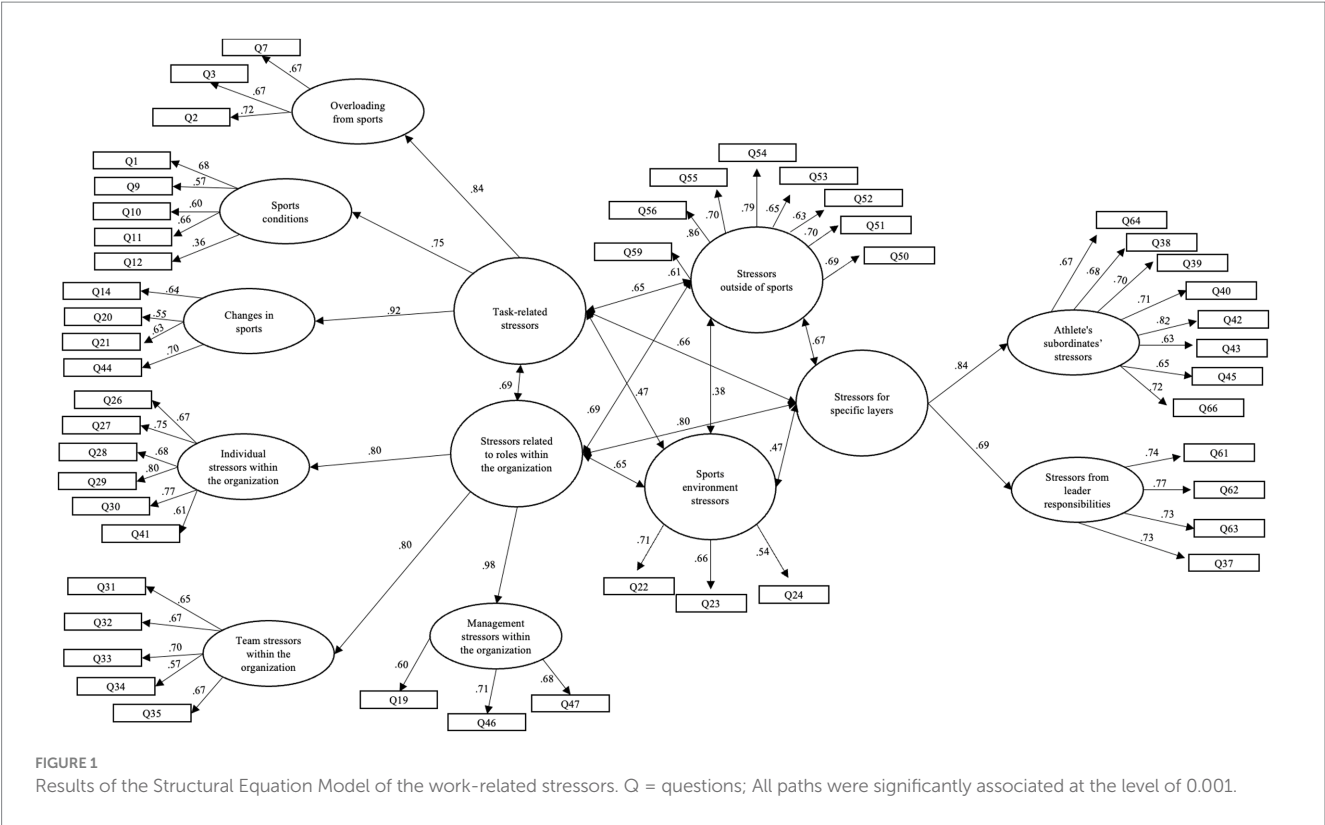 Q7
.67
Q3
.67
Q2
.72
Overloading
from sports
.84
Q1
.68
Q9
.57
Q10
.60
Q11
.66
Q12
.36
Sports
conditions
.75
Q14
.64
Q20
.55
Q21
.63
Q44
.70
Changes in
sports
.92
Task-related
stressors
.69
Q26
.67
Q27
.75
Q28
.68
Q29
.80
Q30
.77
Q41
.61
Individual
stressors within
the organization
.80
Stressors related
to roles within
the organization
.80
.98
Q31
.65
Q32
.67
Q33
.70
Q34
.57
Q35
.67
Team stressors
within the
organization
Management
stressors within
the organization
.60
Q19
.71
Q46
.68
Q47
Q54
Q55
Q53
Q56
Q52
Q51
Q59
Q50
.61
.86
.70
.79
.65
.63
.70
.69
Stressors
outside of sports
.65
.66
.67
.47
.69
.38
.80
.65
.47
Sports
environment
stressors
.71
Q22
.66
Q23
.54
Q24
Stressors for
specific layers
.84
.69
Athlete's
subordinates’
stressors
Q64
.67
Q38
.68
Q39
.70
Q40
.71
Q42
.82
Q43
.63
Q45
.65
Q66
.72
Stressors from
leader
responsibilities
Q61
.74
Q62
.77
Q63
.73
Q37
.73
FIGURE 1
Results of the Structural Equation Model of the work-related stressors. Q = questions; All paths were significantly associated at the level of 0.001.